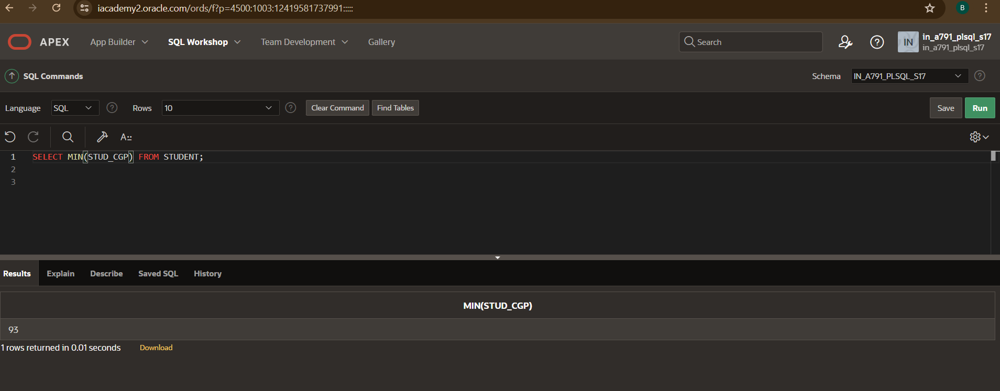 iacademy2.oracle.com/ords/f?p=4500:1003:12419581737991:::::
B
APEX App Builder SQL Workshop Team Development Gallery Search ? IN in_a791_plsql_s17
in_a791_plsql_s17
SQL Commands Schema IN_A791_PLSQL_S17 ?
Language SQL ? Rows 10 ? Clear Command Find Tables Save Run
A::
1 SELECT MIN(STUD_CGP) FROM STUDENT;
2
3
Results Explain Describe Saved SQL History
MIN(STUD_CGP)
93
1 rows returned in 0.01 seconds Download